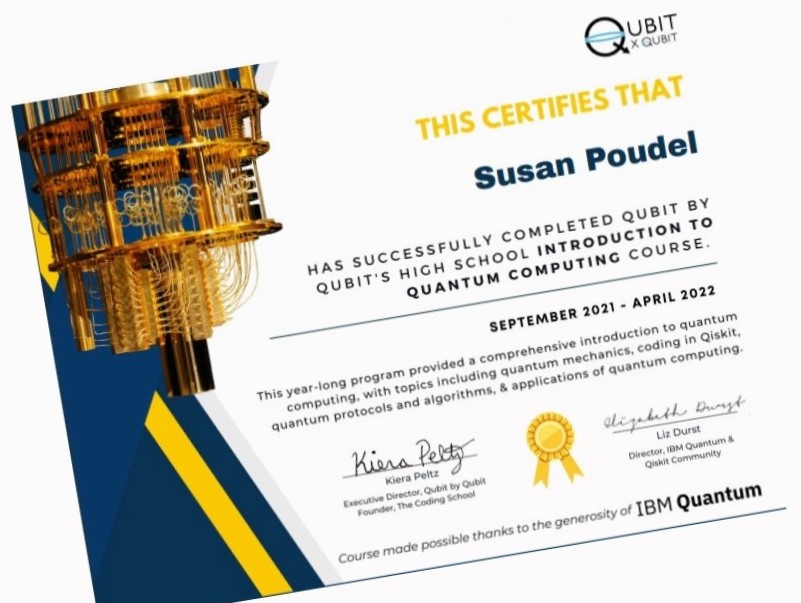 QUBIT
X QUBIT
THIS CERTIFIES THAT
Susan Poudel
HAS SUCCESSFULLY COMPLETED QUBIT BY
QUBIT'S HIGH SCHOOL INTRODUCTION TO
QUANTUM COMPUTING COURSE.
SEPTEMBER 2021 - APRIL 2022
This year-long program provided a comprehensive introduction to quantum
computing, with topics including quantum mechanics, coding in Qiskit,
quantum protocols and algorithms, & applications of quantum computing.
Kiera Peltz
Kiera Peltz
Executive Director, Qubit by Qubit
Founder, The Coding School
Elizabeth Durst
Liz Durst
Director, IBM Quantum &
Qiskit Community
Course made possible thanks to the generosity of IBM Quantum